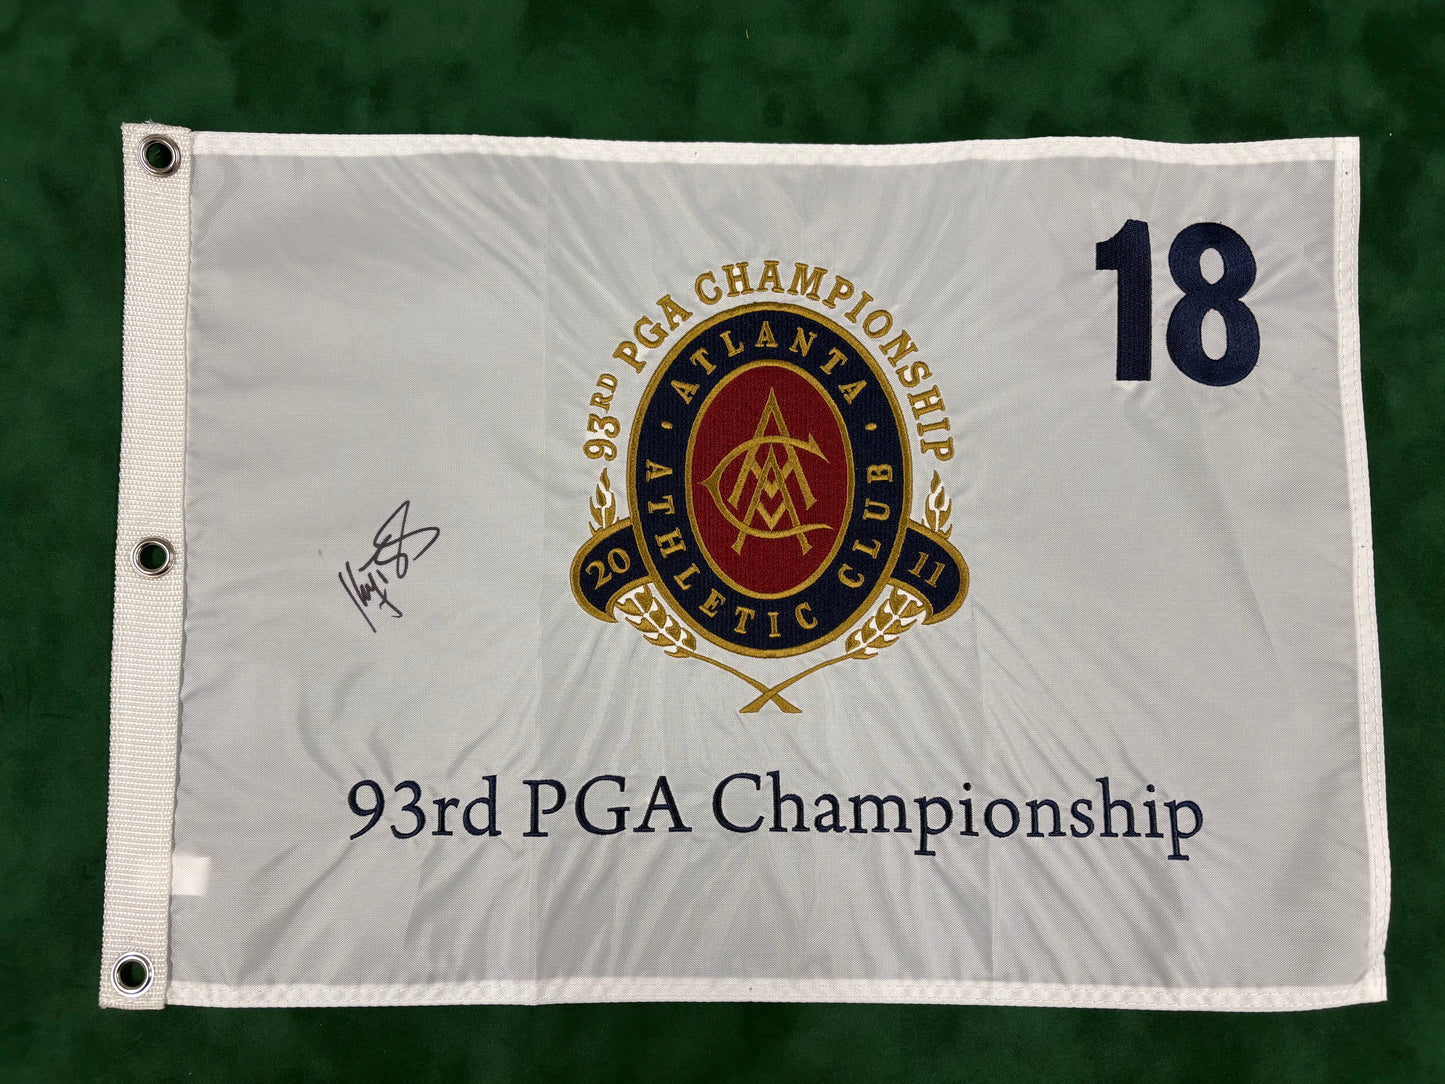 18
93RD PGA CHAMPIONSHIP
ATLANTA
ATHLETIC CLUB
20 11
93rd PGA Championship